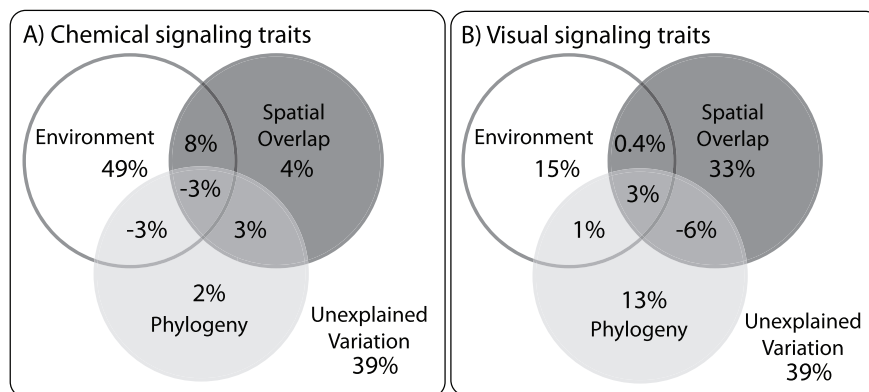 A) Chemical signaling traits
Environment
49%
8%
Spatial
Overlap
4%
-3%
-3%
3%
2%
Phylogeny
Unexplained
Variation
39%
B) Visual signaling traits
Environment
15%
0.4%
Spatial
Overlap
33%
3%
1%
-6%
13%
Phylogeny
Unexplained
Variation
39%